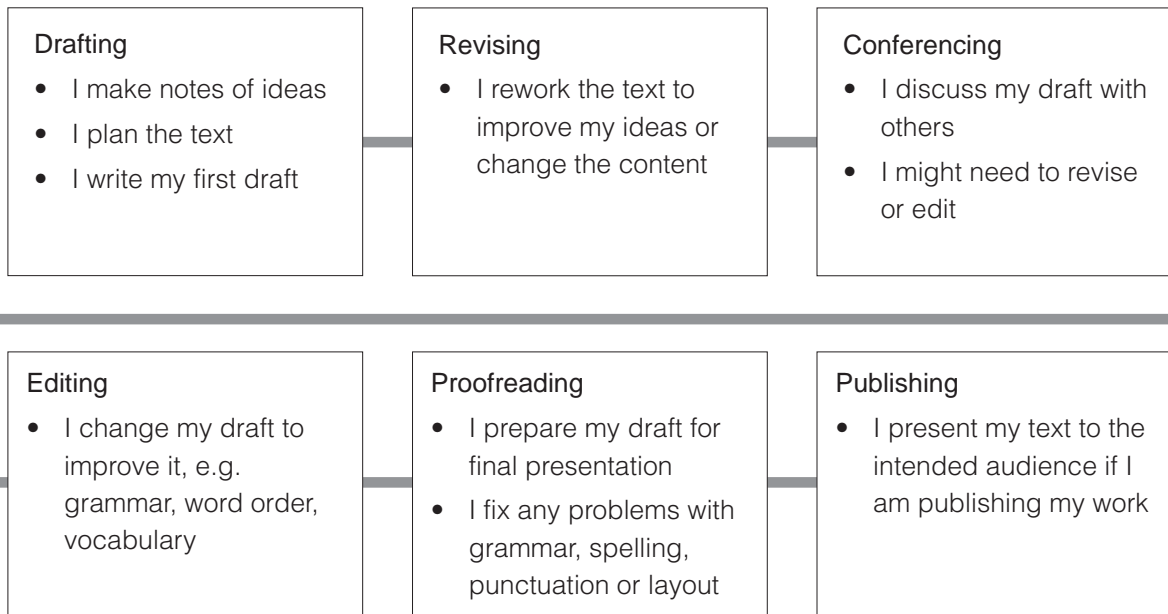 Drafting
• I make notes of ideas
• I plan the text
• I write my first draft
Revising
• I rework the text to
improve my ideas or
change the content
Conferencing
• I discuss my draft with
others
• I might need to revise
or edit
Editing
• I change my draft to
improve it, e.g.
grammar, word order,
vocabulary
Proofreading
• I prepare my draft for
final presentation
• I fix any problems with
grammar, spelling,
punctuation or layout
Publishing
• I present my text to the
intended audience if I
am publishing my work